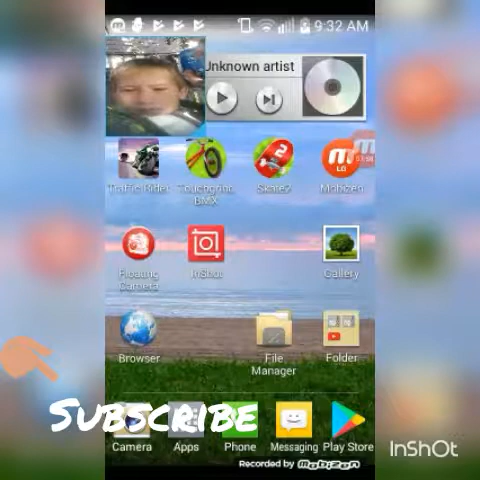 9:32 AM
Unknown artist
Traffic Rider
Touchgrind BMX
Skate2
Mobizen
Floating Camera
InShot
Gallery
Browser
File Manager
Folder
SUBSCRIBE
Camera
Apps
Phone
Messaging
Play Store
Recorded by Mobizen
InShOt